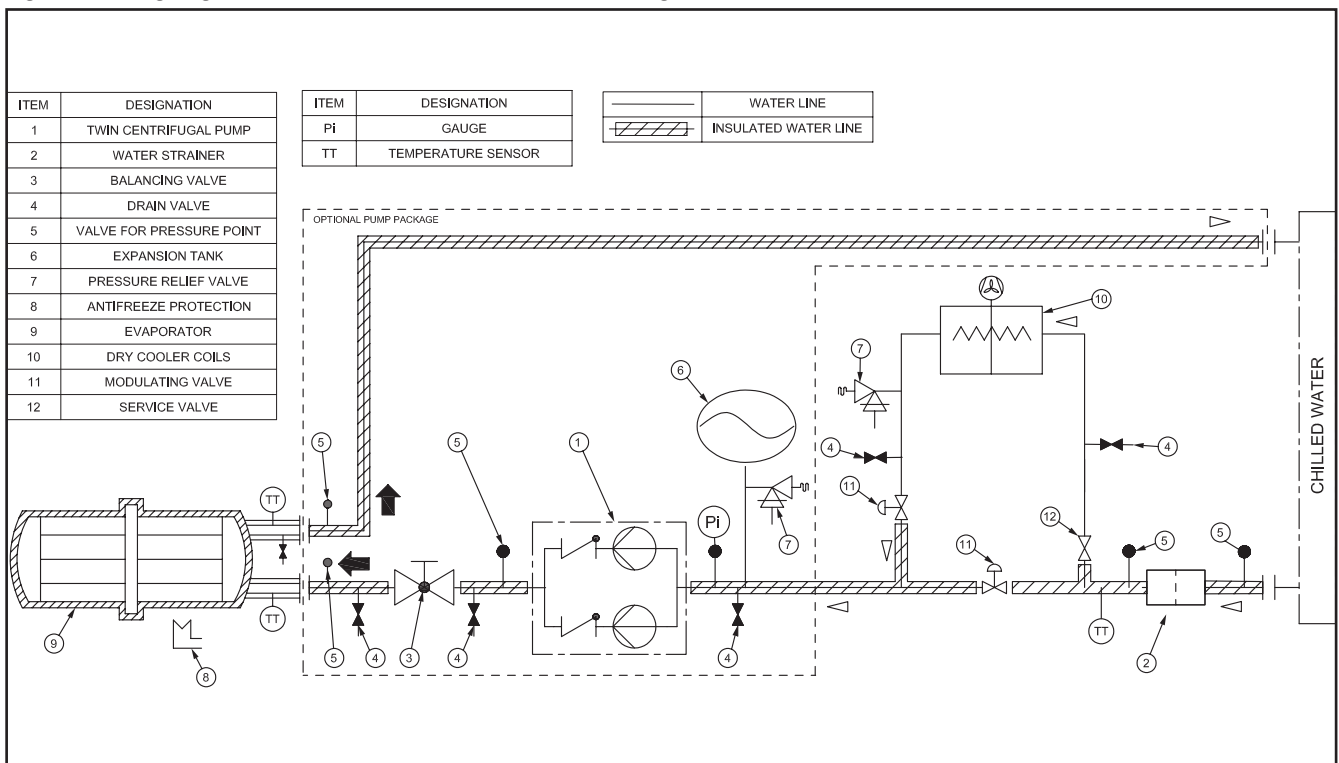 ITEM DESIGNATION
1 TWIN CENTRIFUGAL PUMP
2 WATER STRAINER
3 BALANCING VALVE
4 DRAIN VALVE
5 VALVE FOR PRESSURE POINT
6 EXPANSION TANK
7 PRESSURE RELIEF VALVE
8 ANTIFREEZE PROTECTION
9 EVAPORATOR
10 DRY COOLER COILS
11 MODULATING VALVE
12 SERVICE VALVE
ITEM DESIGNATION
Pi GAUGE
TT TEMPERATURE SENSOR
WATER LINE
INSULATED WATER LINE
OPTIONAL PUMP PACKAGE
10
7
6
4
4
5
5
1
11
12
11
5
5
TT
Pi
7
CHILLED WATER
TT
TT
9
8
5
4
3
4
4
2